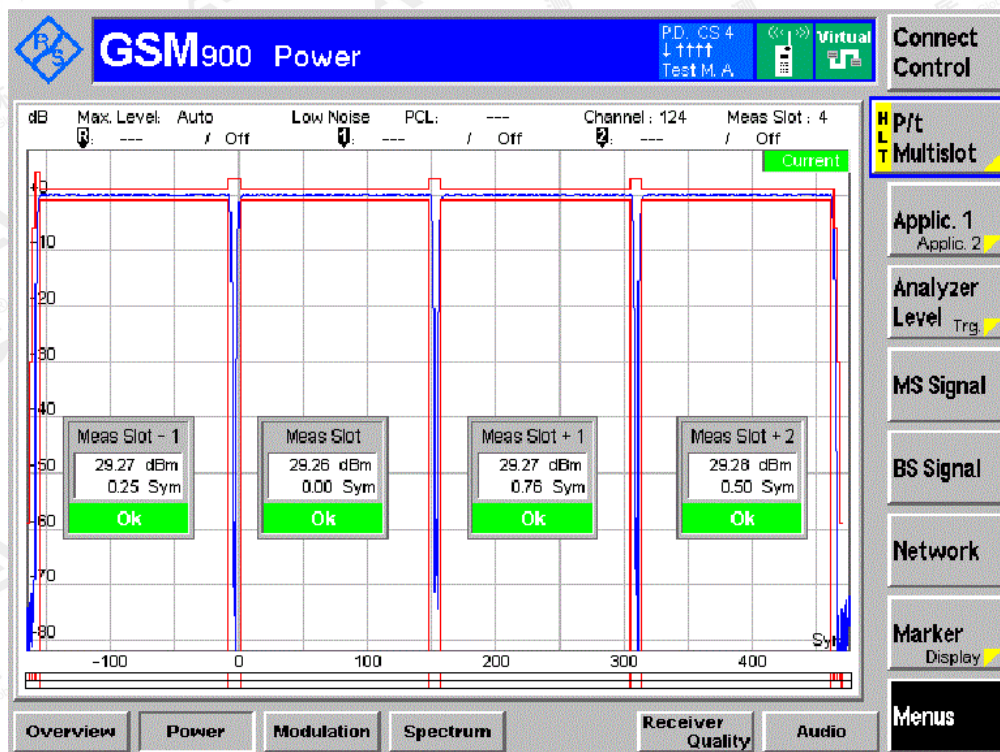 R S
GSM900 Power
P.D. CS 4
↓ ↑↑↑↑
Test M. A.
Virtual
Connect
Control
dB Max. Level: Auto Low Noise PCL: --- Channel : 124 Meas Slot : 4
R: --- / Off 1: --- / Off 2: --- / Off
Current
HLT
P/t
Multislot
Applic. 1
Applic. 2
Analyzer
Level Trg.
MS Signal
BS Signal
Network
Marker
Display
Menus
+0
-10
-20
-30
-40
-50
-60
-70
-80
Meas Slot - 1
29.27 dBm
0.25 Sym
Ok
Meas Slot
29.26 dBm
0.00 Sym
Ok
Meas Slot + 1
29.27 dBm
0.76 Sym
Ok
Meas Slot + 2
29.28 dBm
0.50 Sym
Ok
Sym
-100 0 100 200 300 400
Overview Power Modulation Spectrum Receiver Quality Audio